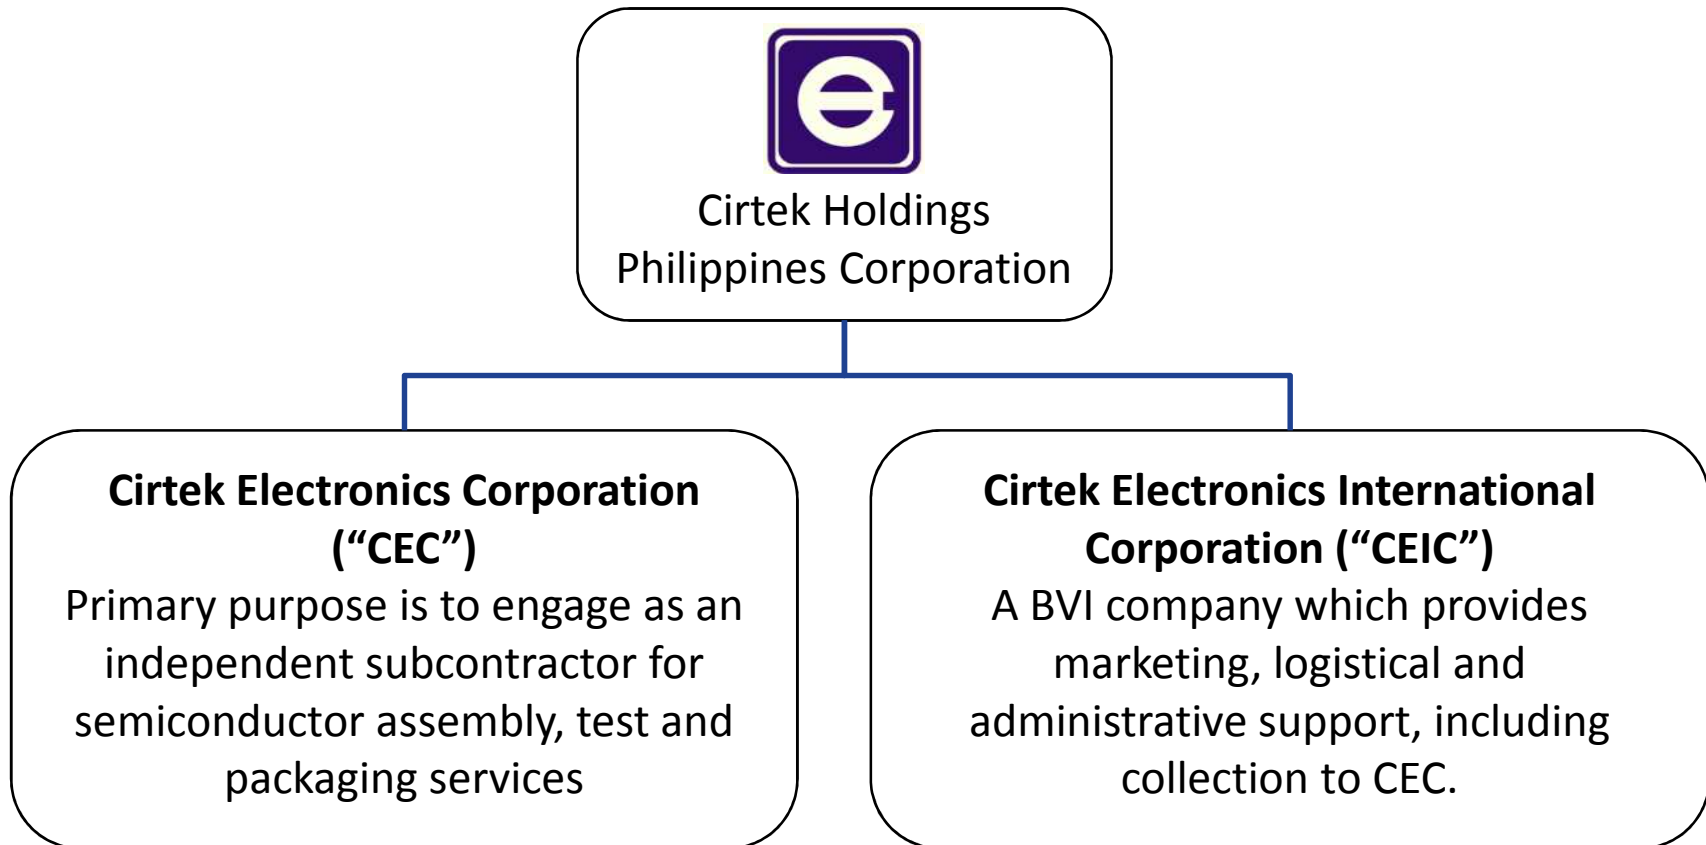 Cirtek Holdings
Philippines Corporation
Cirtek Electronics Corporation
(“CEC”)
Primary purpose is to engage as an
independent subcontractor for
semiconductor assembly, test and
packaging services
Cirtek Electronics International
Corporation (“CEIC”)
A BVI company which provides
marketing, logistical and
administrative support, including
collection to CEC.